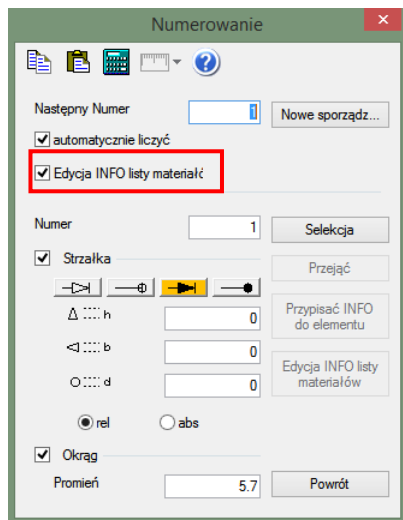 Numerowanie
Następny Numer 1 Nowe sporządz...
automatycznie liczyć
Edycja INFO listy materiałć
Numer 1 Selekcja
Strzałka Przejąć
h 0 Przypisać INFO
do elementu
b 0
Edycja INFO listy
materiałów
d 0
rel abs
Okrąg
Promień 5.7 Powrót